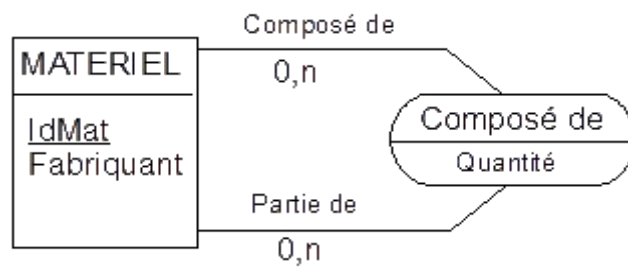 Composé de
0,n
MATERIEL
IdMat
Fabriquant
Composé de
Quantité
Partie de
0,n